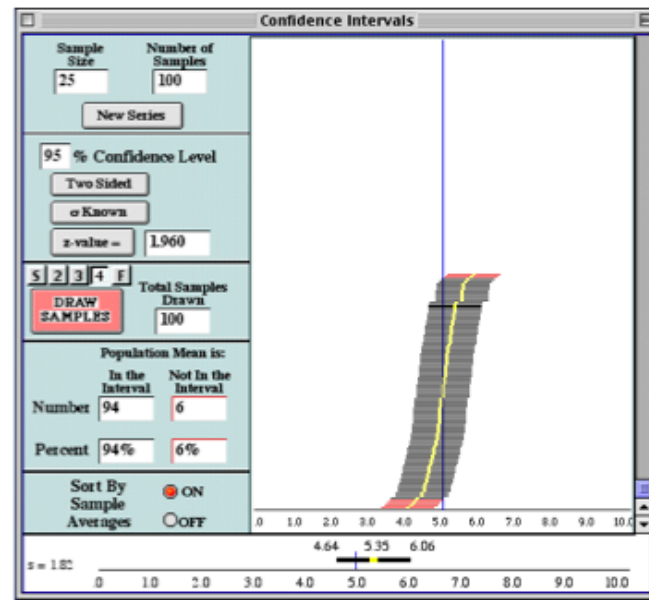 Confidence Intervals
Sample Size
Number of Samples
25
100
New Series
95 % Confidence Level
Two Sided
σ Known
z-value =
1.960
S 2 3 4 F
DRAW SAMPLES
Total Samples Drawn
100
Population Mean is:
In the Interval
Not In the Interval
Number 94 6
Percent 94% 6%
Sort By Sample Averages
ON
OFF
.0 1.0 2.0 3.0 4.0 5.0 6.0 7.0 8.0 9.0 10.0
4.64 5.35 6.06
s = 1.82
.0 1.0 2.0 3.0 4.0 5.0 6.0 7.0 8.0 9.0 10.0